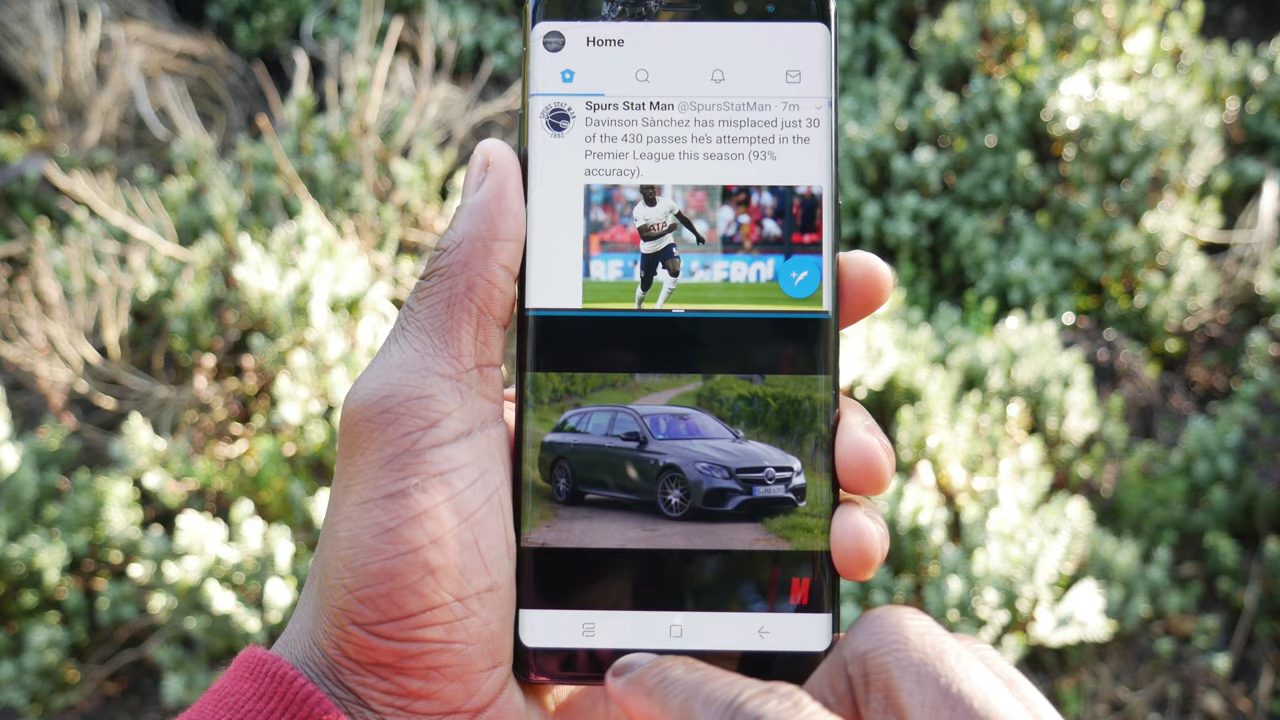 Home
Spurs Stat Man @SpursStatMan · 7m
Davinson Sànchez has misplaced just 30
of the 430 passes he's attempted in the
Premier League this season (93%
accuracy).
AIA
M